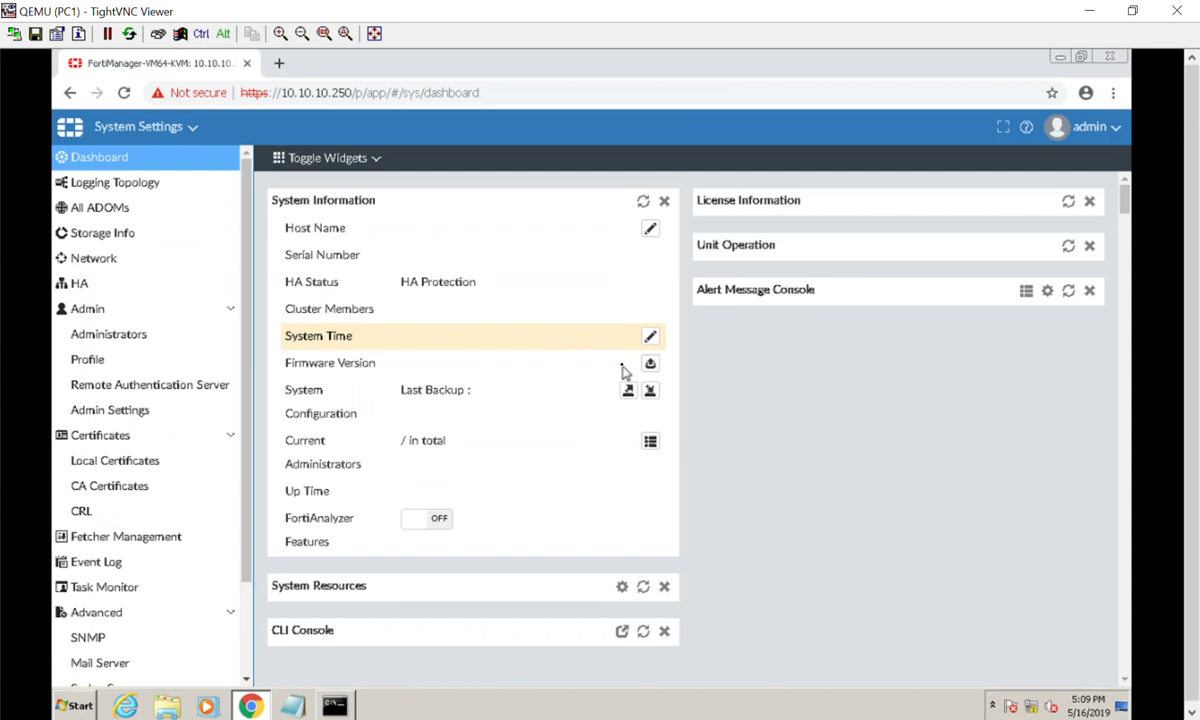 QEMU (PC1) - TightVNC Viewer
Ctrl Alt
FortiManager-VM64-KVM: 10.10.10.
Not secure | https://10.10.10.250/p/app/#/sys/dashboard
System Settings
admin
Dashboard
Logging Topology
All ADOMs
Storage Info
Network
HA
Admin
Administrators
Profile
Remote Authentication Server
Admin Settings
Certificates
Local Certificates
CA Certificates
CRL
Fetcher Management
Event Log
Task Monitor
Advanced
SNMP
Mail Server
Toggle Widgets
System Information
Host Name
Serial Number
HA Status HA Protection
Cluster Members
System Time
Firmware Version
System Last Backup :
Configuration
Current / in total
Administrators
Up Time
FortiAnalyzer OFF
Features
System Resources
CLI Console
License Information
Unit Operation
Alert Message Console
Start
5:09 PM
5/16/2019